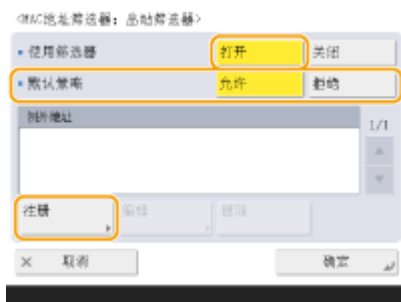 <MAC地址筛选器：出站筛选器>
▪ 使用筛选器 打开 关闭
▪ 默认策略 允许 拒绝
例外地址
1/1
注册 编辑 删除
× 取消 确定